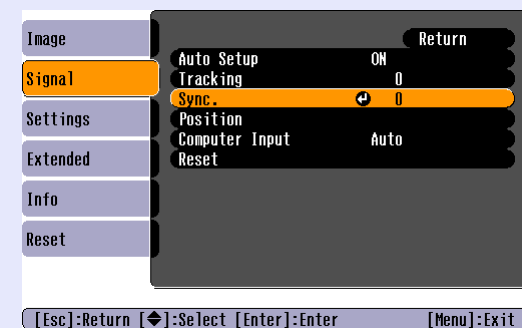 Image
Signal
Settings
Extended
Info
Reset
Return
Auto Setup ON
Tracking 0
Sync. 0
Position
Computer Input Auto
Reset
[Esc]:Return [◆]:Select [Enter]:Enter [Menu]:Exit